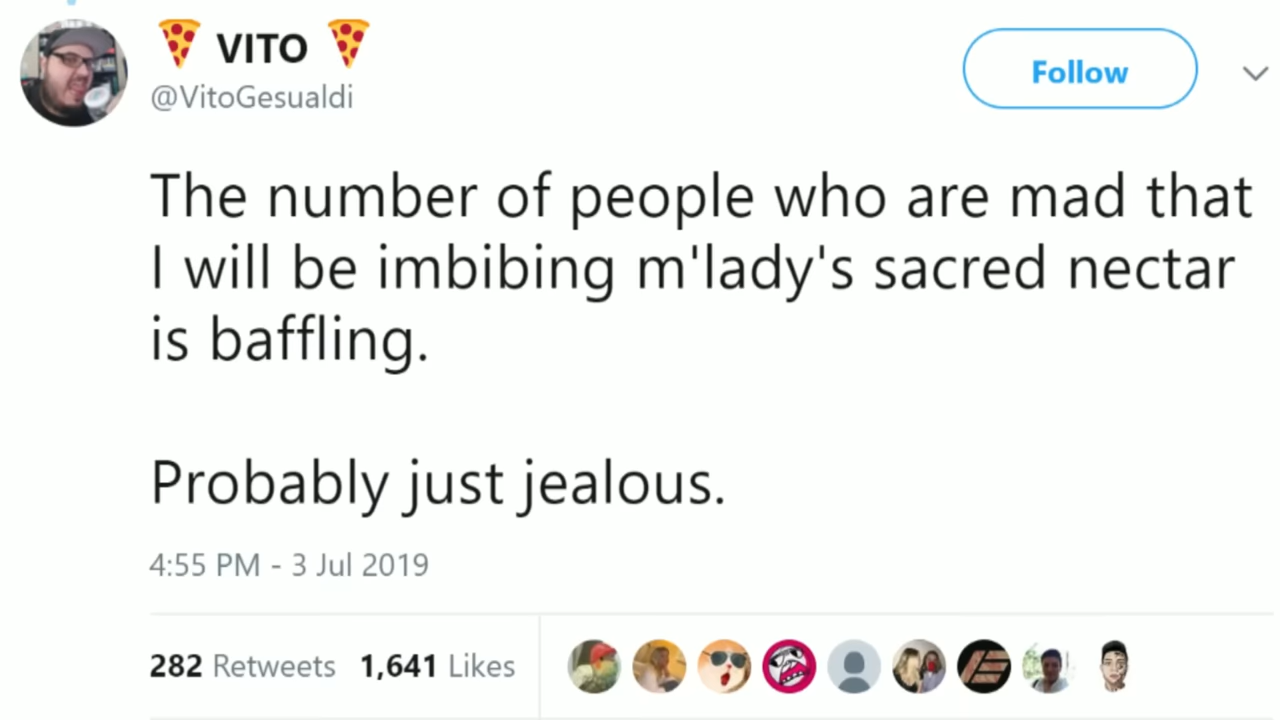 VITO
@VitoGesualdi
Follow
The number of people who are mad that
I will be imbibing m'lady's sacred nectar
is baffling.
Probably just jealous.
4:55 PM - 3 Jul 2019
282 Retweets 1,641 Likes